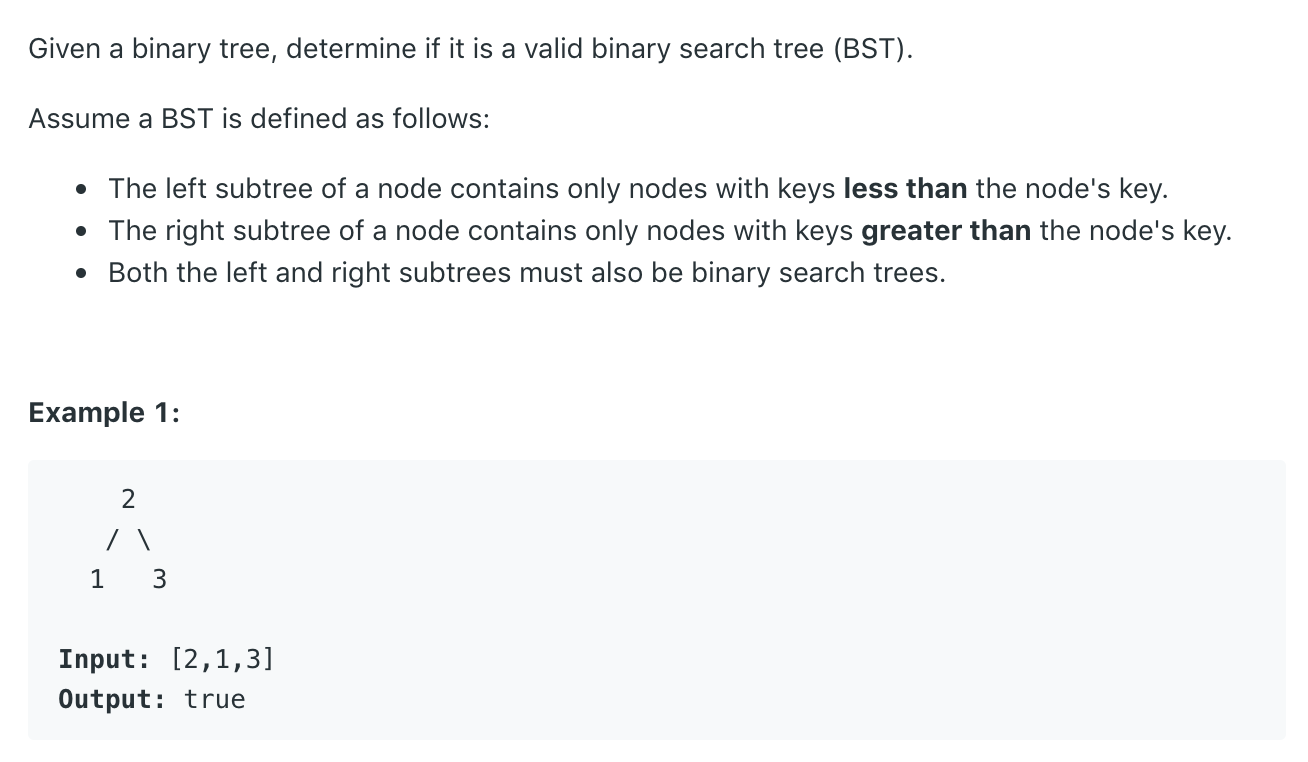 Given a binary tree, determine if it is a valid binary search tree (BST).
Assume a BST is defined as follows:
• The left subtree of a node contains only nodes with keys less than the node's key.
• The right subtree of a node contains only nodes with keys greater than the node's key.
• Both the left and right subtrees must also be binary search trees.
Example 1:
    2
   / \
  1   3
Input: [2,1,3]
Output: true